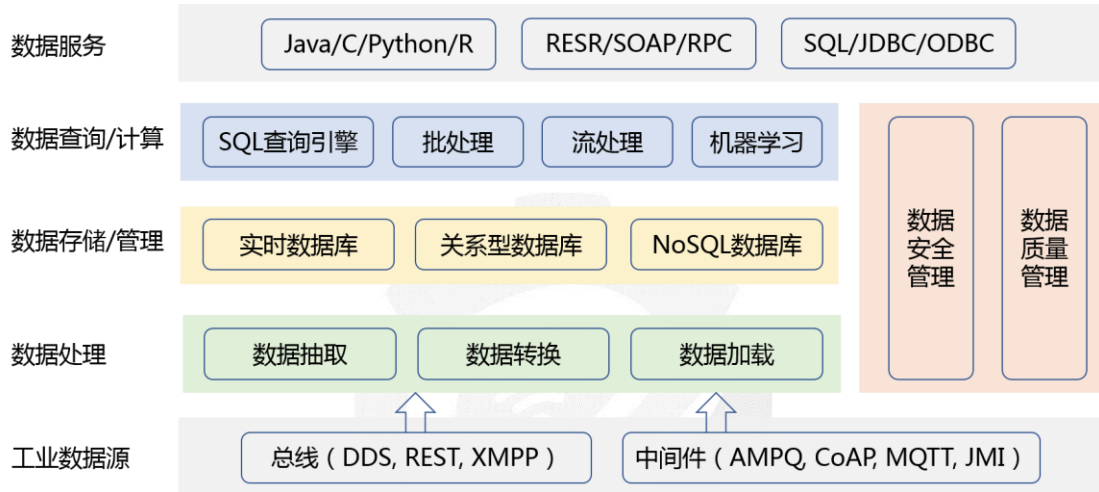 数据服务
Java/C/Python/R
RESR/SOAP/RPC
SQL/JDBC/ODBC
数据查询/计算
SQL查询引擎
批处理
流处理
机器学习
数据存储/管理
实时数据库
关系型数据库
NoSQL数据库
数据处理
数据抽取
数据转换
数据加载
数据
安全
管理
数据
质量
管理
工业数据源
总线（DDS, REST, XMPP）
中间件（AMPQ, CoAP, MQTT, JMI）